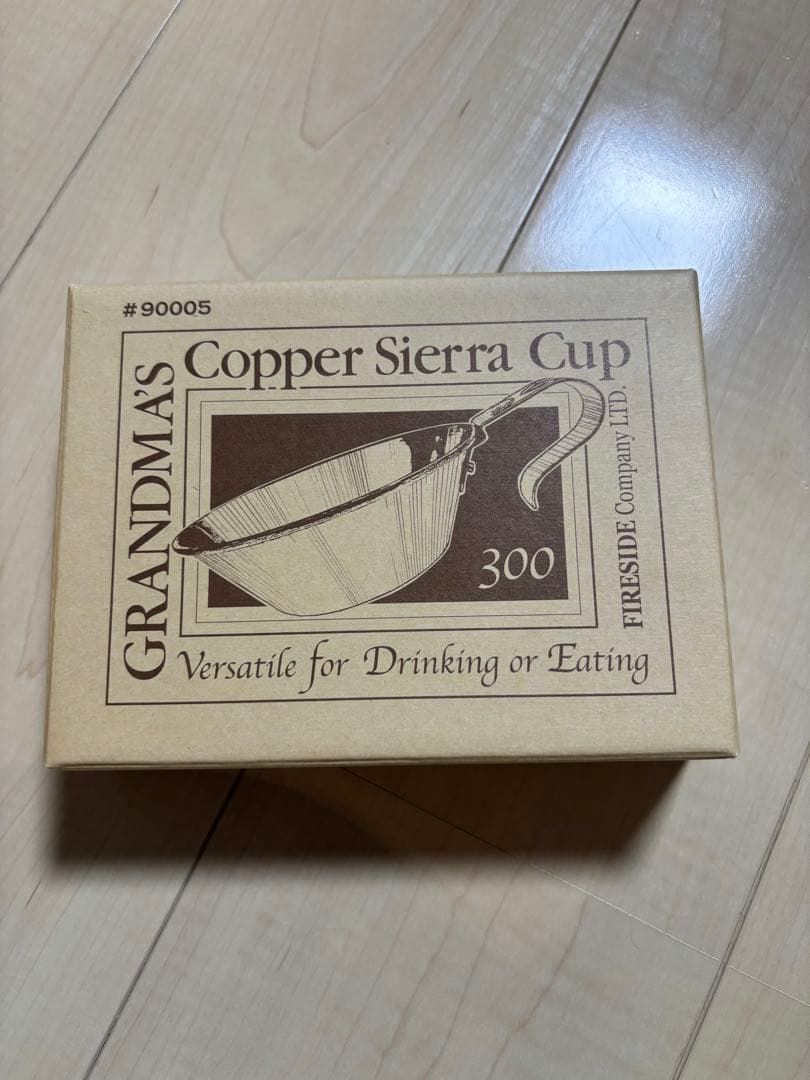 #90005
GRANDMA'S
Copper Sierra Cup
300
FIRESIDE Company LTD.
Versatile for Drinking or Eating